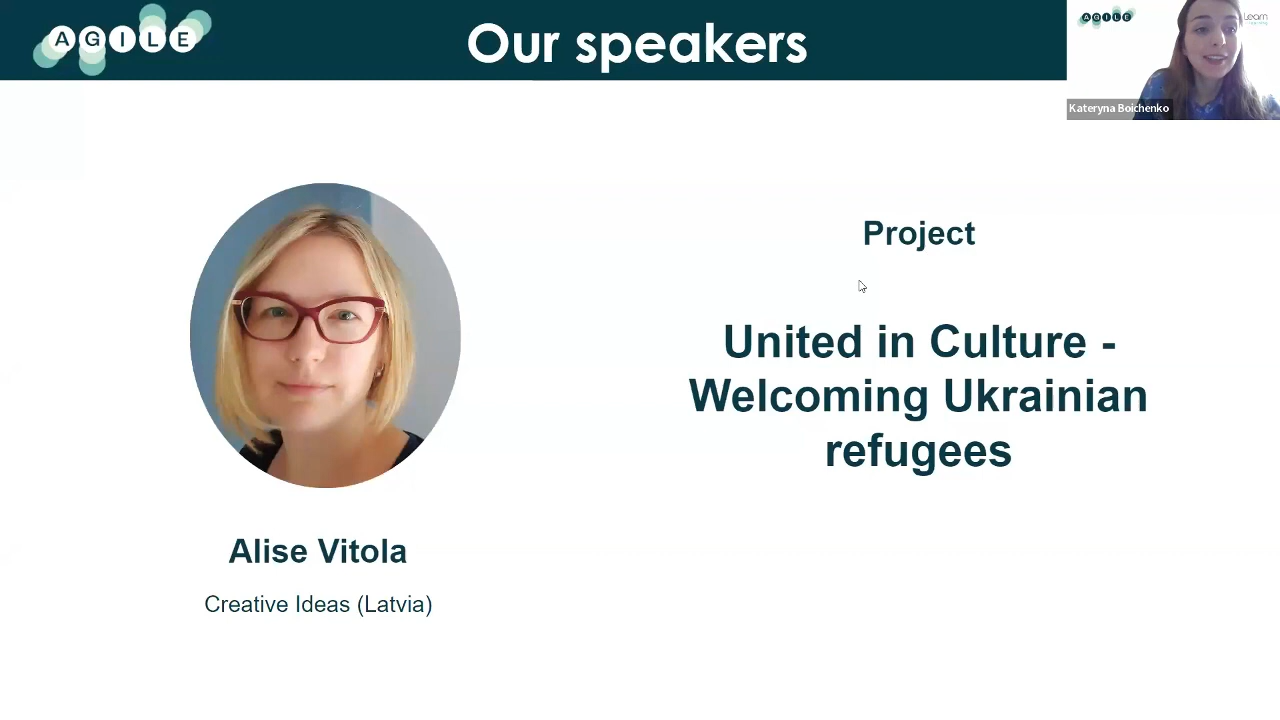 AGILE
Our speakers
AGILE
Learn
Kateryna Boichenko
Project
United in Culture -
Welcoming Ukrainian
refugees
Alise Vitola
Creative Ideas (Latvia)